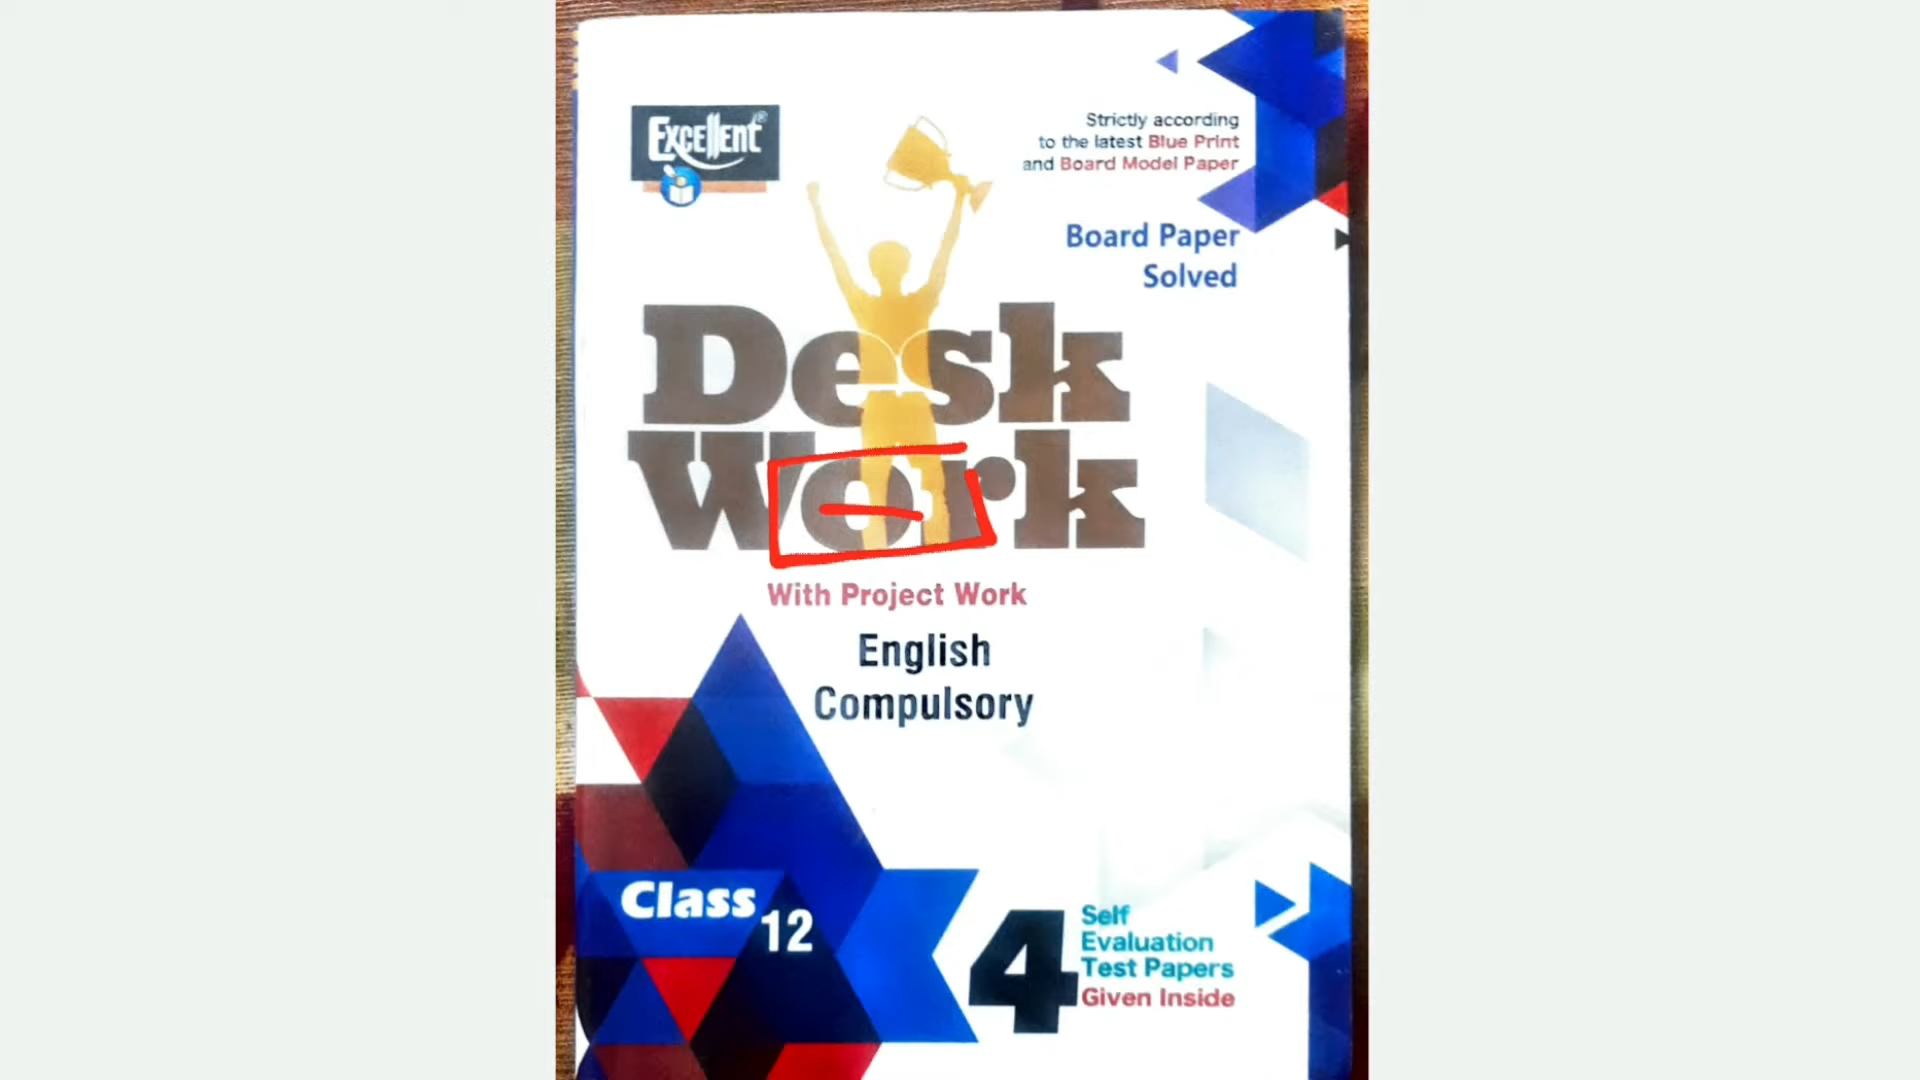 Excellent®
Strictly according
to the latest Blue Print
and Board Model Paper
Board Paper
Solved
Desk
Work
With Project Work
English
Compulsory
Class 12
4 Self
Evaluation
Test Papers
Given Inside